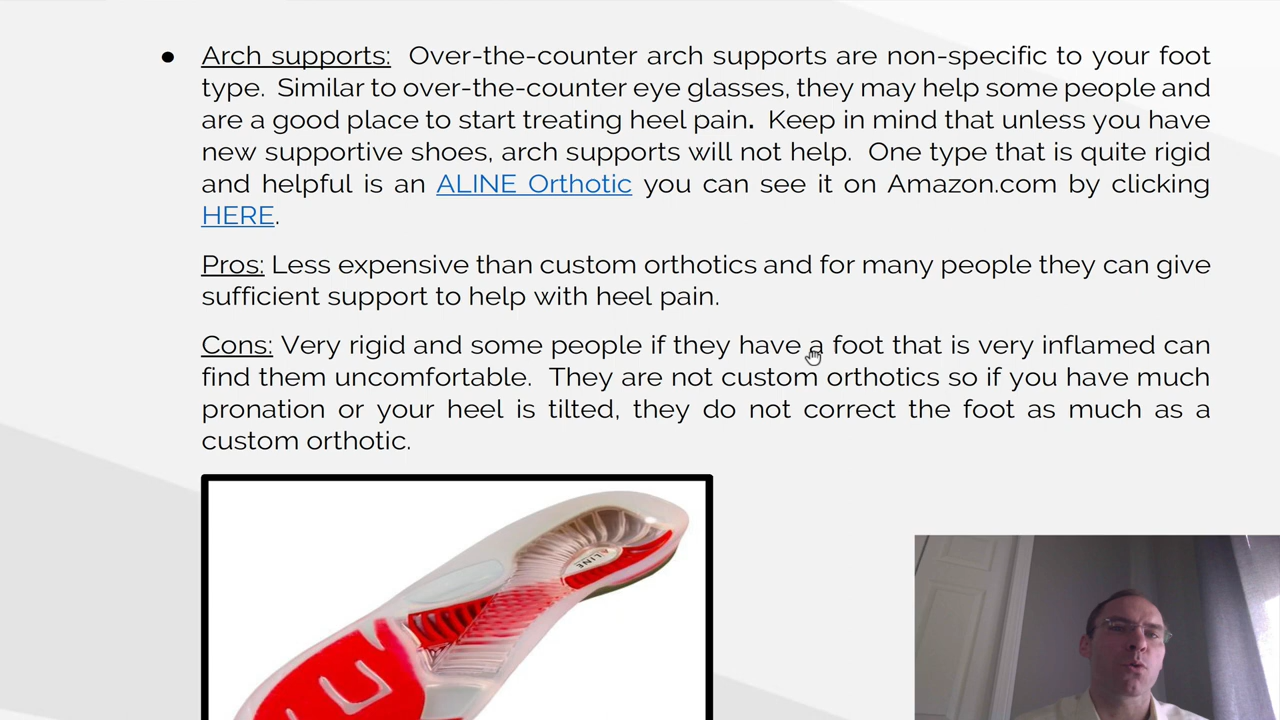 ● Arch supports: Over-the-counter arch supports are non-specific to your foot
type. Similar to over-the-counter eye glasses, they may help some people and
are a good place to start treating heel pain. Keep in mind that unless you have
new supportive shoes, arch supports will not help. One type that is quite rigid
and helpful is an ALINE Orthotic you can see it on Amazon.com by clicking
HERE.
Pros: Less expensive than custom orthotics and for many people they can give
sufficient support to help with heel pain.
Cons: Very rigid and some people if they have a foot that is very inflamed can
find them uncomfortable. They are not custom orthotics so if you have much
pronation or your heel is tilted, they do not correct the foot as much as a
custom orthotic.
ALINE